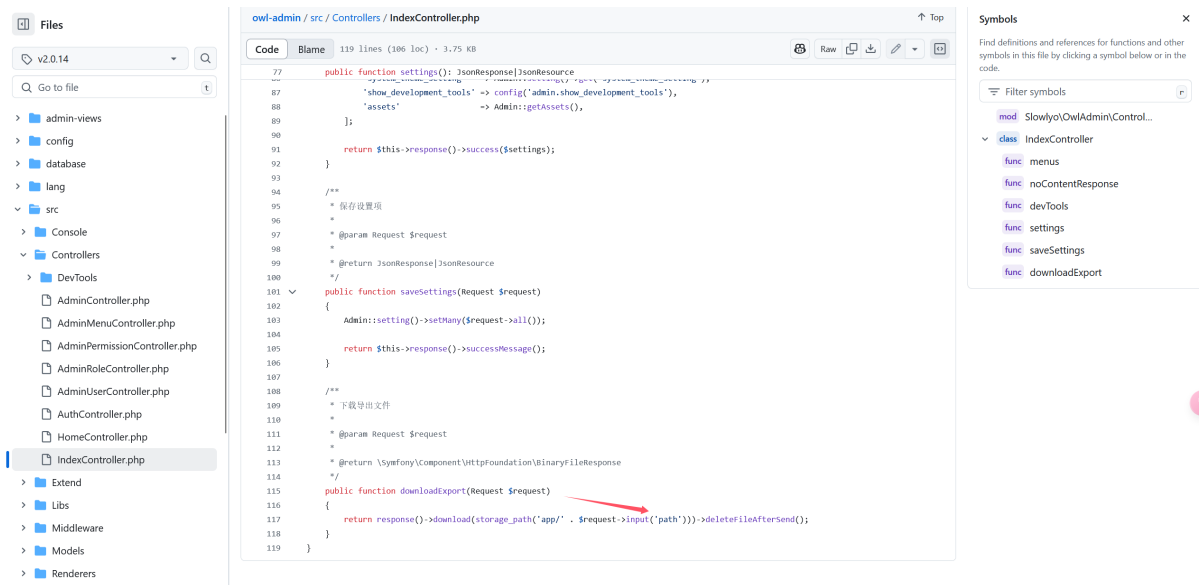 Files
v2.0.14
Go to file
t
admin-views
config
database
lang
src
Console
Controllers
DevTools
AdminController.php
AdminMenuController.php
AdminPermissionController.php
AdminRoleController.php
AdminUserController.php
AuthController.php
HomeController.php
IndexController.php
Extend
Libs
Middleware
Models
Renderers
owl-admin / src / Controllers / IndexController.php
Top
Code Blame 119 lines (106 loc) · 3.75 KB
Raw
77 public function settings(): JsonResponse|JsonResource
87 'show_development_tools' => config('admin.show_development_tools'),
88 'assets' => Admin::getAssets(),
89 ];
90
91 return $this->response()->success($settings);
92 }
93
94 /**
95 * 保存设置项
96 *
97 * @param Request $request
98 *
99 * @return JsonResponse|JsonResource
100 */
101 public function saveSettings(Request $request)
102 {
103 Admin::setting()->setMany($request->all());
104
105 return $this->response()->successMessage();
106 }
107
108 /**
109 * 下载导出文件
110 *
111 * @param Request $request
112 *
113 * @return \Symfony\Component\HttpFoundation\BinaryFileResponse
114 */
115 public function downloadExport(Request $request)
116 {
117 return response()->download(storage_path('app/' . $request->input('path')))->deleteFileAfterSend();
118 }
119 }
Symbols
Find definitions and references for functions and other
symbols in this file by clicking a symbol below or in the
code.
Filter symbols
r
mod Slowlyo\OwlAdmin\Control...
class IndexController
func menus
func noContentResponse
func devTools
func settings
func saveSettings
func downloadExport